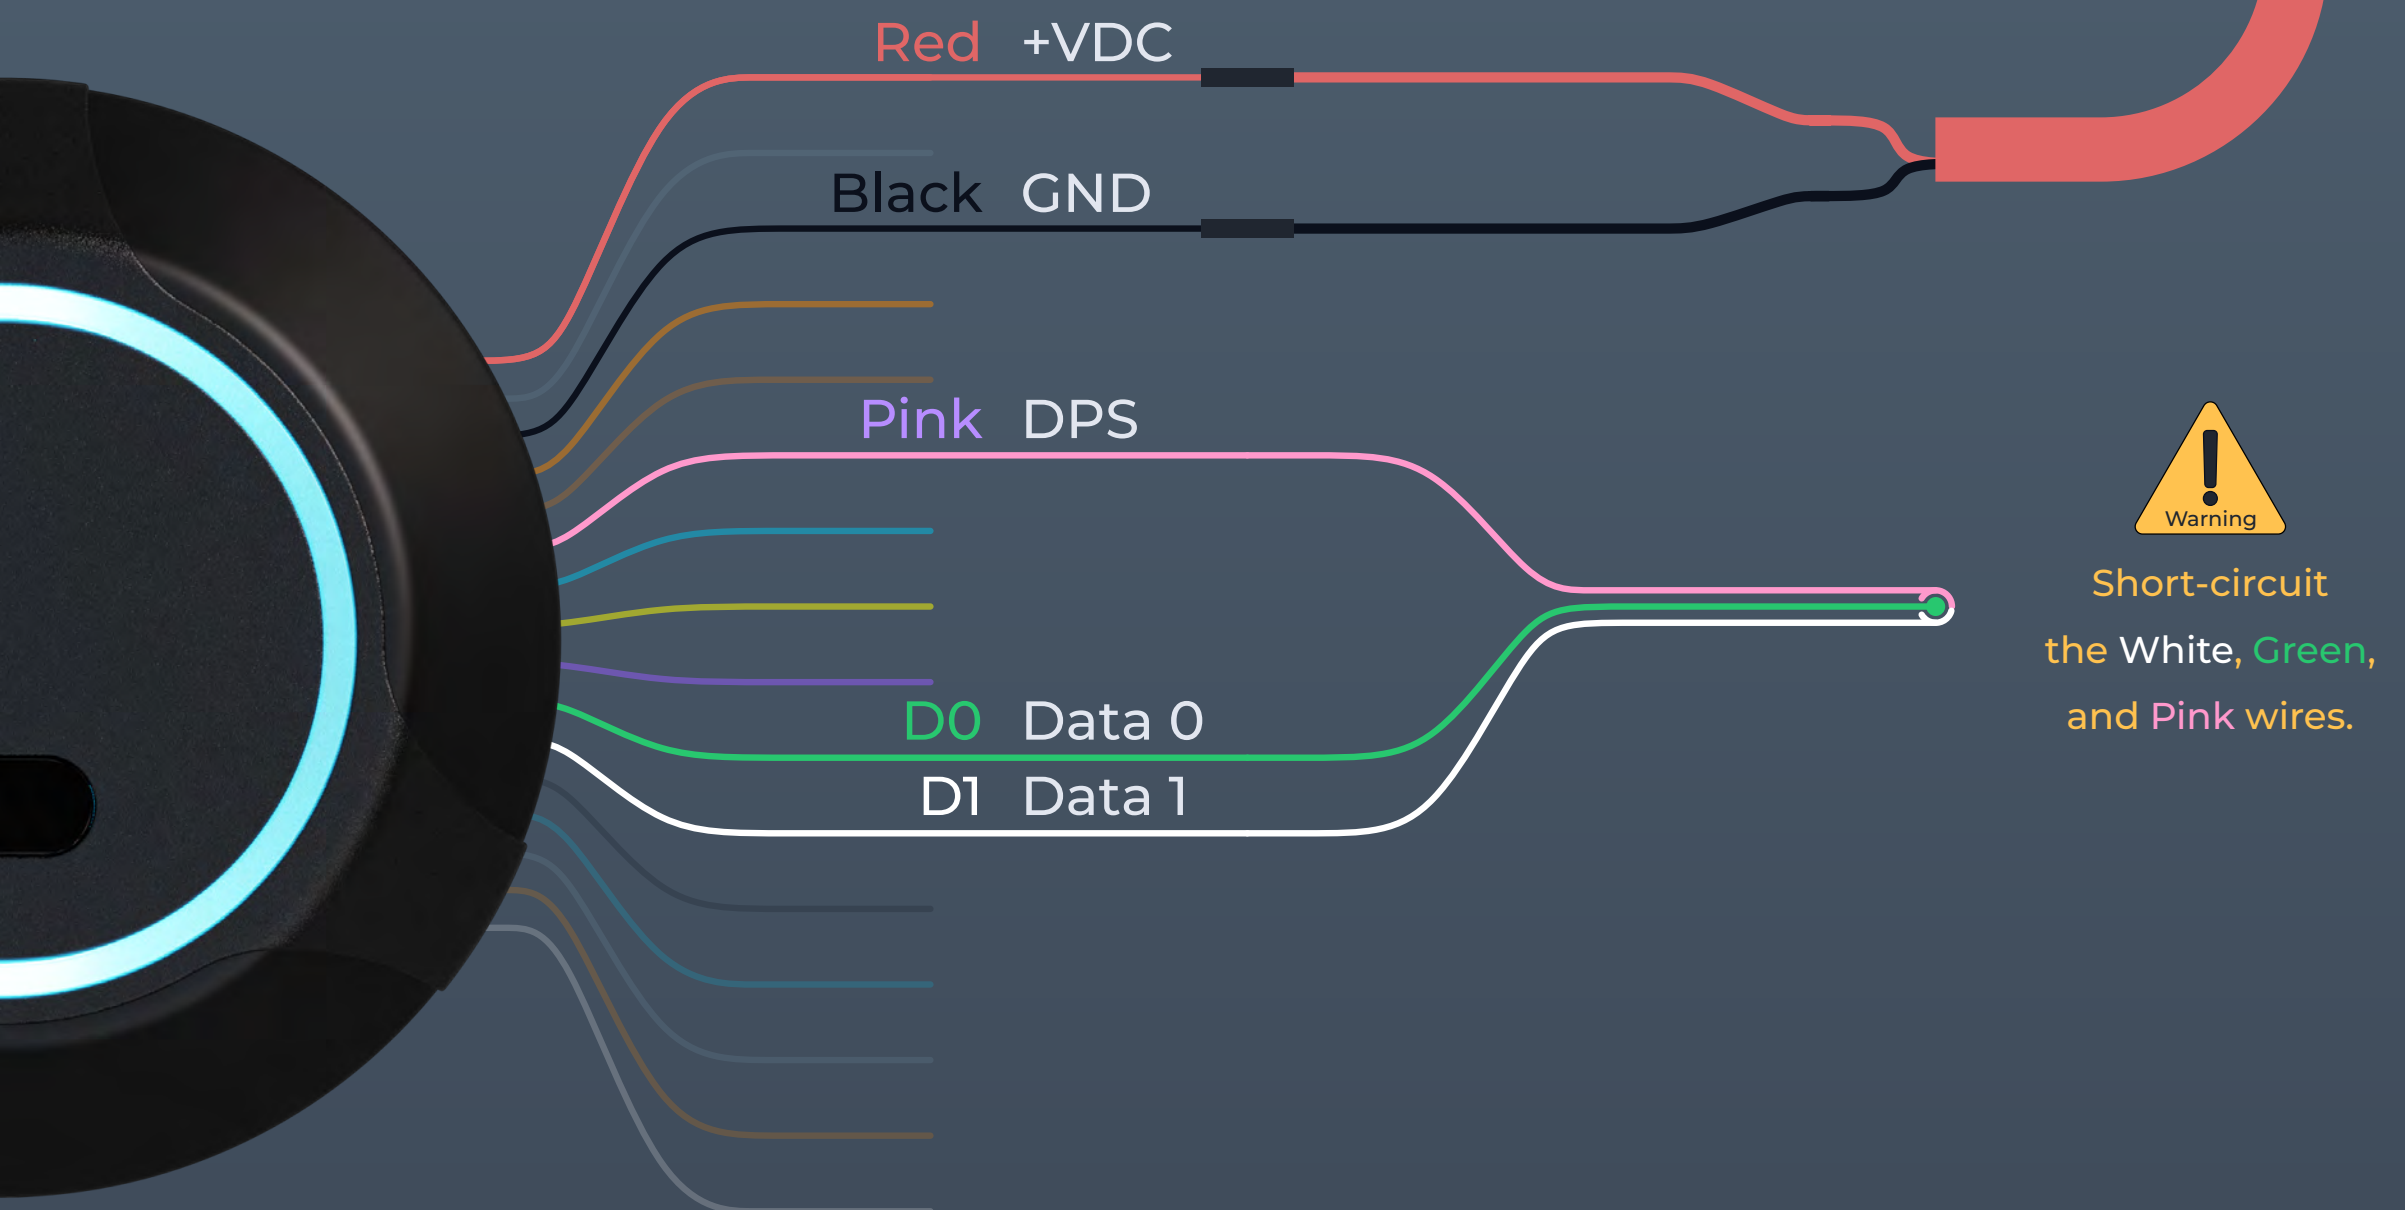 Red +VDC
Black GND
Pink DPS
D0 Data 0
D1 Data 1
Warning
Short-circuit
the White, Green,
and Pink wires.